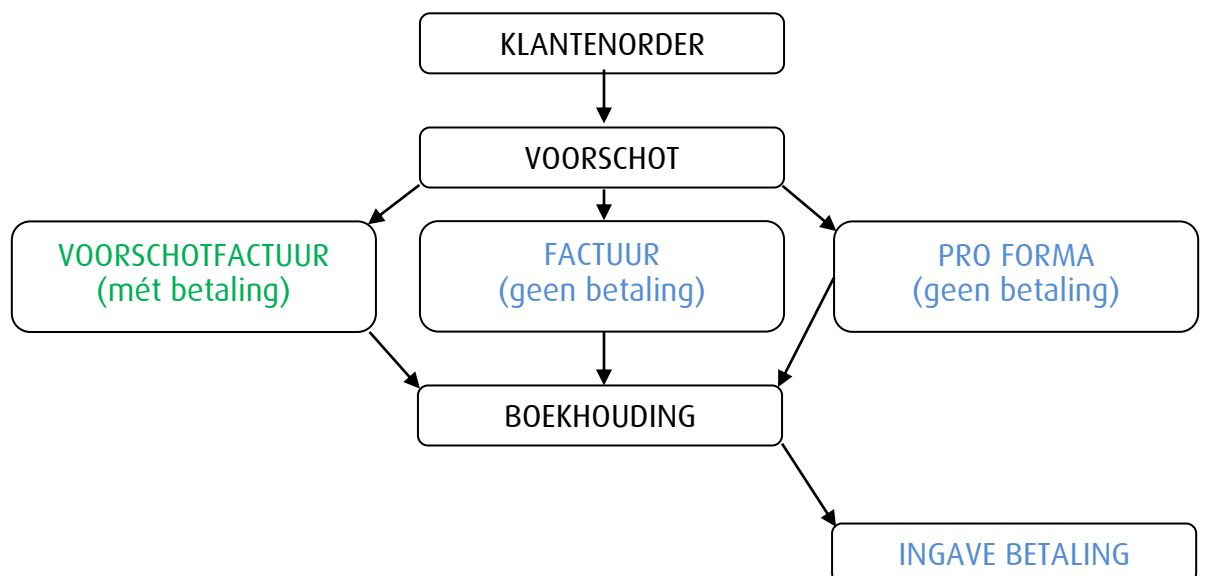 KLANTENORDER
VOORSCHOT
VOORSCHOTFACTUUR
(mét betaling)
FACTUUR
(geen betaling)
PRO FORMA
(geen betaling)
BOEKHOUDING
INGAVE BETALING